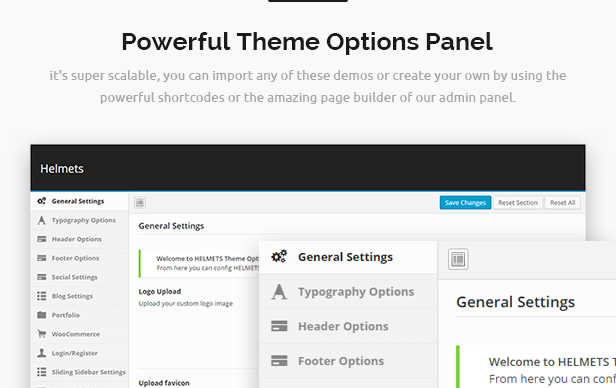 Powerful Theme Options Panel
it's super scalable, you can import any of these demos or create your own by using the
powerful shortcodes or the amazing page builder of our admin panel.
Helmets
General Settings
Typography Options
Header Options
Footer Options
Social Settings
Blog Settings
Portfolio
WooCommerce
Login/Register
Sliding Sidebar Settings
Save Changes
Reset Section
Reset All
General Settings
Welcome to HELMETS Theme Opti
From here you can config HELMETS
Logo Upload
Upload your custom logo image
Upload favicon
General Settings
Typography Options
Header Options
Footer Options
General Settings
Welcome to HELMETS T
From here you can config